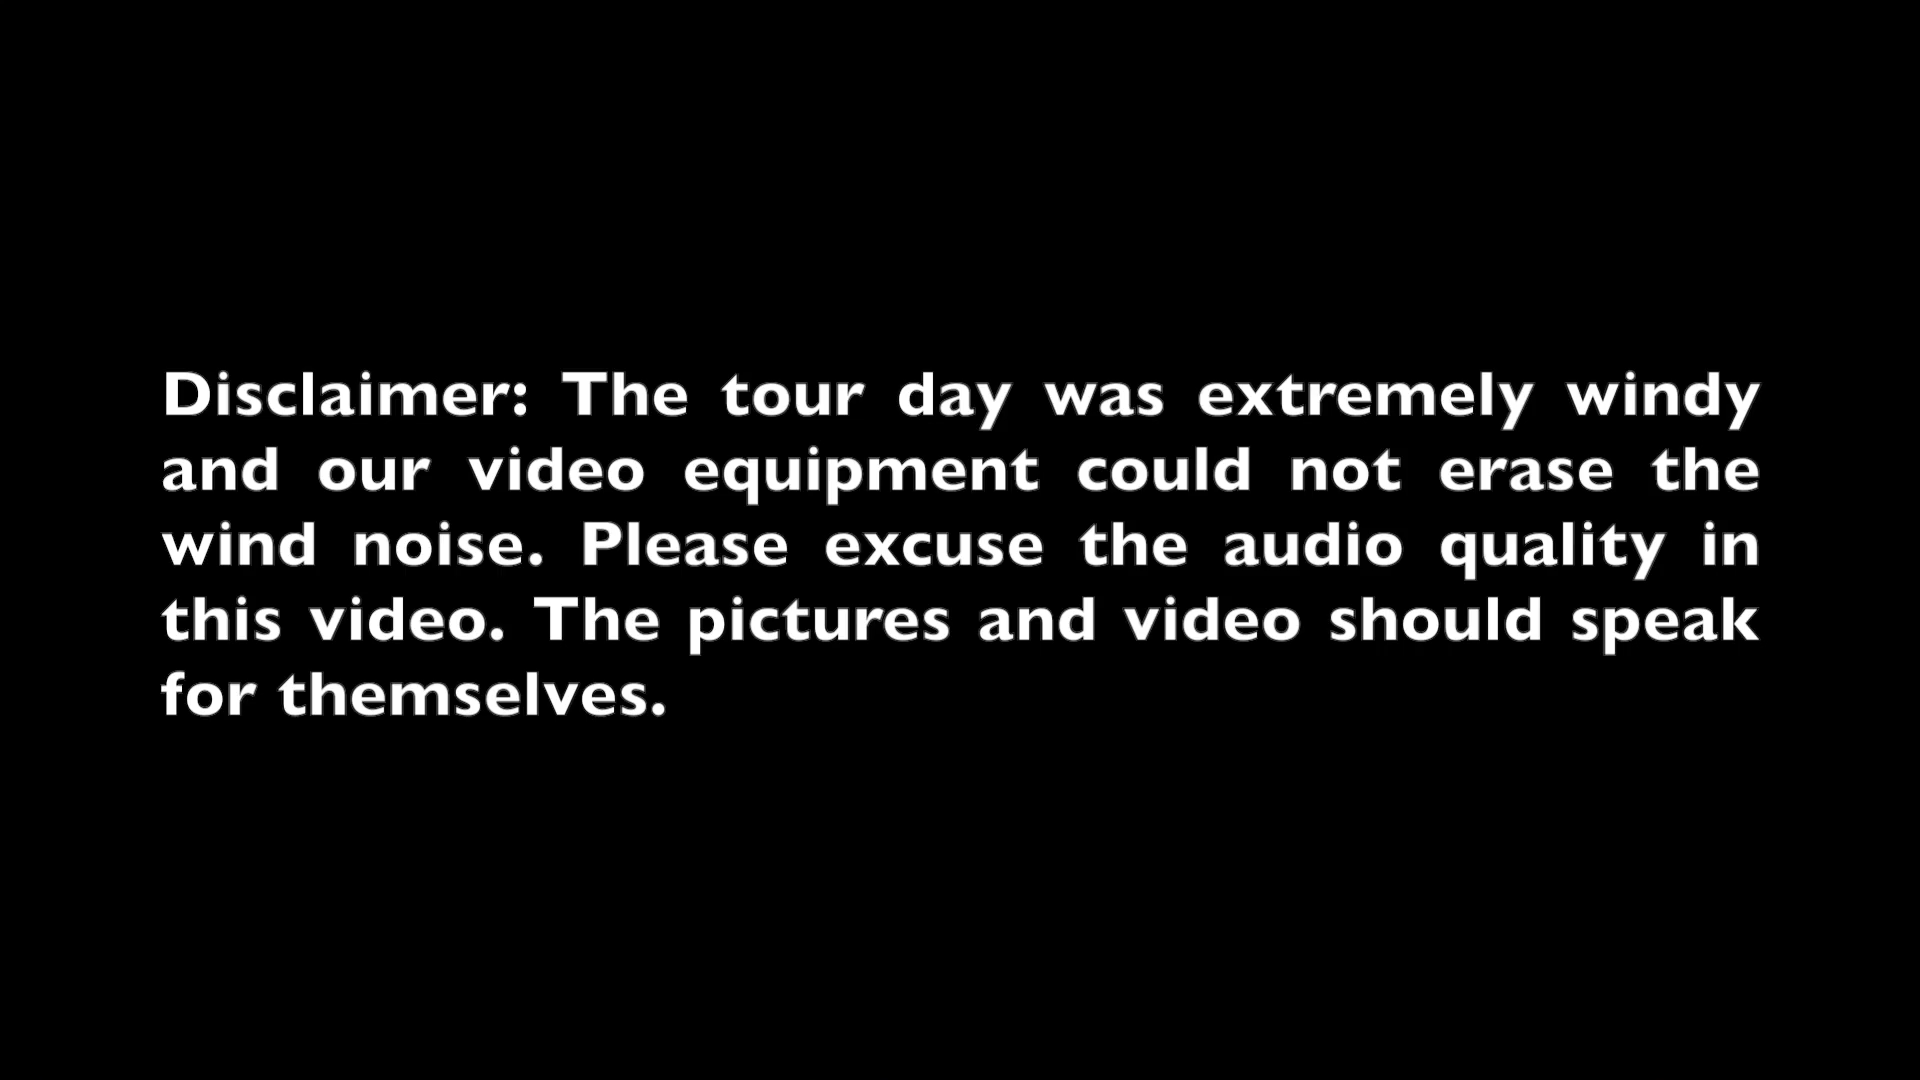 Disclaimer: The tour day was extremely windy
and our video equipment could not erase the
wind noise. Please excuse the audio quality in
this video. The pictures and video should speak
for themselves.